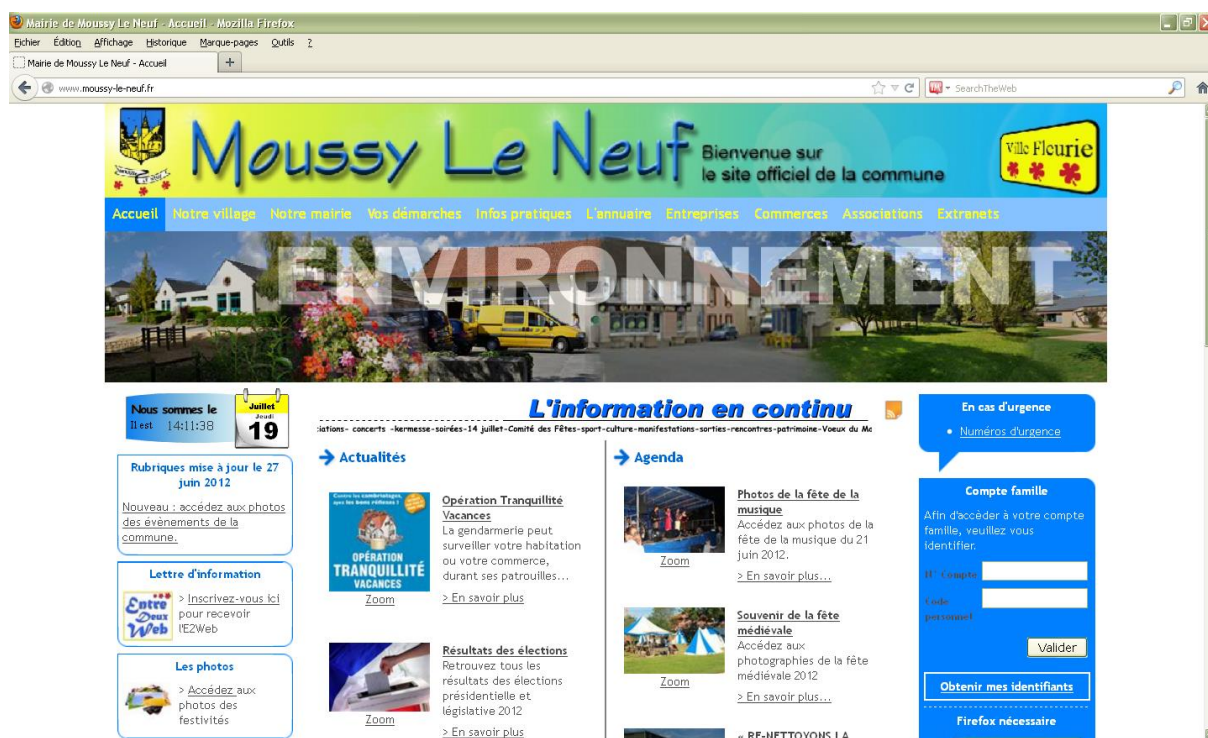 Mairie de Moussy Le Neuf - Accueil - Mozilla Firefox
Fichier Édition Affichage Historique Marque-pages Outils ?
Mairie de Moussy Le Neuf - Accueil +
www.moussy-le-neuf.fr SearchTheWeb
Moussy Le Neuf
Bienvenue sur
le site officiel de la commune
Ville Fleurie
Accueil Notre village Notre mairie Vos démarches Infos pratiques L'annuaire Entreprises Commerces Associations Extranets
ENVIRONNEMENT
Nous sommes le
Il est 14:11:38
Juillet
Jeudi
19
Rubriques mise à jour le 27
juin 2012
Nouveau : accédez aux photos
des évènements de la
commune.
Lettre d'information
Entre
Deux
Web
> Inscrivez-vous ici
pour recevoir
l'E2Web
Les photos
> Accédez aux
photos des
festivités
L'information en continu
iations- concerts -kermesse-soirées-14 juillet-Comité des Fêtes-sport-culture-manifestations-sorties-rencontres-patrimoine-Voeux du Ma
Actualités
Contre les cambriolages,
ayez les bons réflexes !
OPÉRATION
TRANQUILLITÉ
VACANCES
Zoom
Opération Tranquillité
Vacances
La gendarmerie peut
surveiller votre habitation
ou votre commerce,
durant ses patrouilles...
> En savoir plus
Zoom
Résultats des élections
Retrouvez tous les
résultats des élections
présidentielle et
législative 2012
> En savoir plus
Agenda
Zoom
Photos de la fête de la
musique
Accédez aux photos de la
fête de la musique du 21
juin 2012.
> En savoir plus...
Zoom
Souvenir de la fête
médiévale
Accédez aux
photographies de la fête
médiévale 2012
> En savoir plus...
« RE-NETTOYONS LA
En cas d'urgence
Numéros d'urgence
Compte famille
Afin d'accèder à votre compte
famille, veuillez vous
identifier.
N° Compte
Code
personnel
Valider
Obtenir mes identifiants
Firefox nécessaire